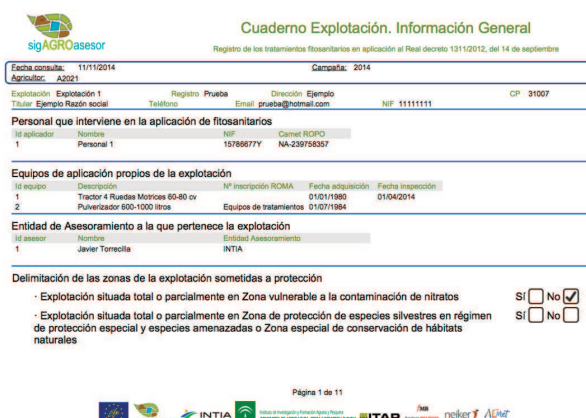 Cuaderno Explotación. Información General
sigAGROasesor
Registro de los tratamientos fitosanitarios en aplicación al Real decreto 1311/2012, del 14 de septiembre
Fecha consulta: 11/11/2014 Campaña: 2014
Agricultor: A2021
Explotación Explotación 1 Registro Prueba Dirección Ejemplo CP 31007
Titular Ejemplo Razón social Teléfono Email prueba@hotmail.com NIF 11111111
Personal que interviene en la aplicación de fitosanitarios
Id aplicador Nombre NIF Carnet ROPO
1 Personal 1 15786677Y NA-239758357
Equipos de aplicación propios de la explotación
Id equipo Descripción Nº inscripción ROMA Fecha adquisición Fecha inspección
1 Tractor 4 Ruedas Motrices 60-80 cv 01/01/1980 01/04/2014
2 Pulverizador 600-1000 litros Equipos de tratamientos 01/07/1984
Entidad de Asesoramiento a la que pertenece la explotación
Id asesor Nombre Entidad Asesoramiento
1 Javier Torrecilla INTIA
Delimitación de las zonas de la explotación sometidas a protección
· Explotación situada total o parcialmente en Zona vulnerable a la contaminación de nitratos Sí No
· Explotación situada total o parcialmente en Zona de protección de especies silvestres en régimen Sí No
de protección especial y especies amenazadas o Zona especial de conservación de hábitats
naturales
Página 1 de 11
INTIA ITAP neiker